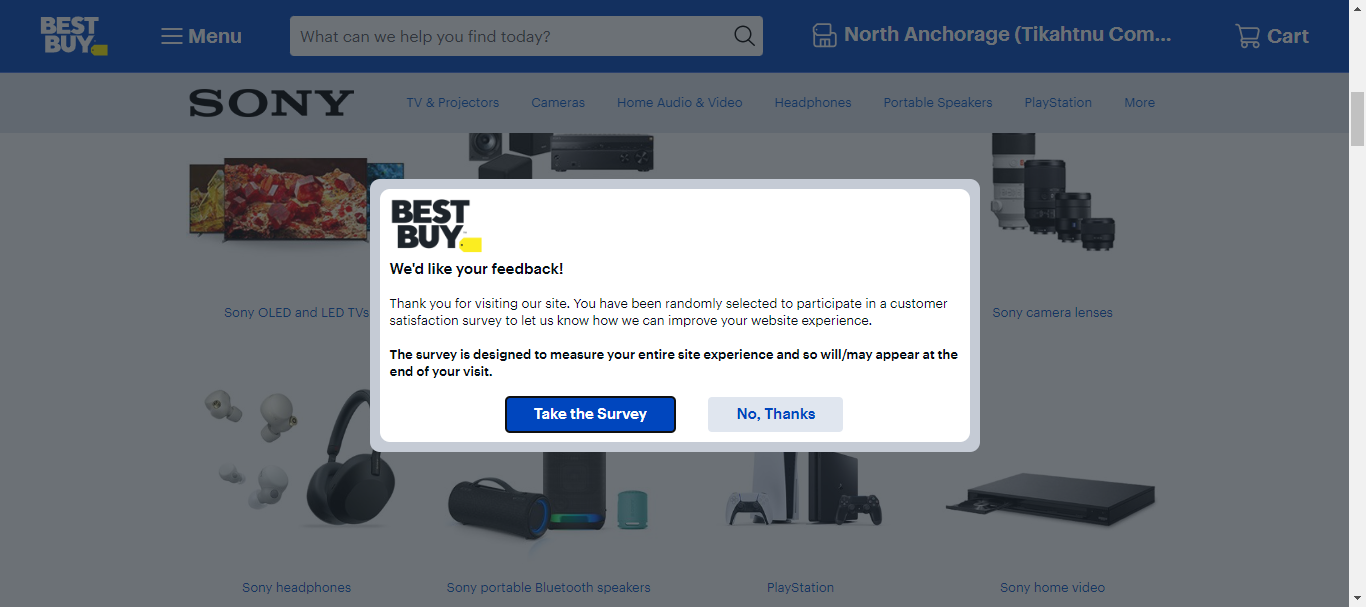 BEST BUY
Menu
What can we help you find today?
North Anchorage (Tikahtnu Com...
Cart
SONY
TV & Projectors
Cameras
Home Audio & Video
Headphones
Portable Speakers
PlayStation
More
BEST
BUY
We'd like your feedback!
Thank you for visiting our site. You have been randomly selected to participate in a customer
satisfaction survey to let us know how we can improve your website experience.
The survey is designed to measure your entire site experience and so will/may appear at the
end of your visit.
Take the Survey
No, Thanks
Sony OLED and LED TVs
Sony camera lenses
Sony headphones
Sony portable Bluetooth speakers
PlayStation
Sony home video